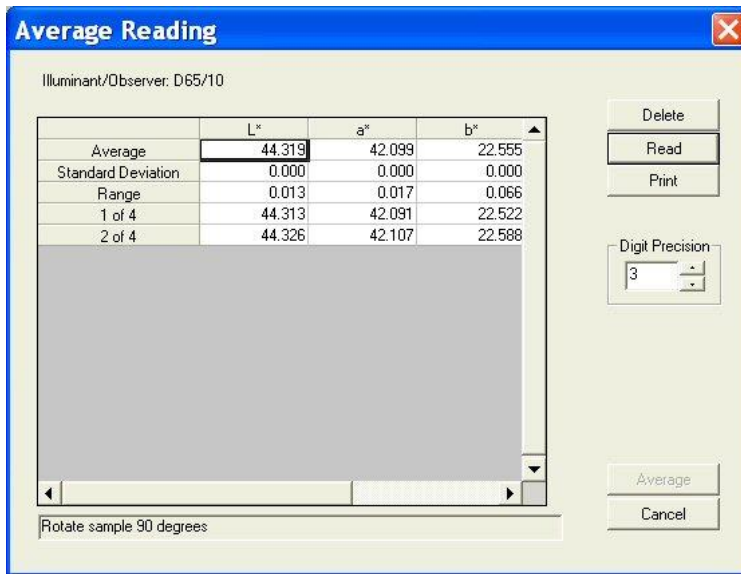 Average Reading
Illuminant/Observer: D65/10
L* a* b*
Average 44.319 42.099 22.555
Standard Deviation 0.000 0.000 0.000
Range 0.013 0.017 0.066
1 of 4 44.313 42.091 22.522
2 of 4 44.326 42.107 22.588
Delete
Read
Print
Digit Precision
3
Average
Cancel
Rotate sample 90 degrees